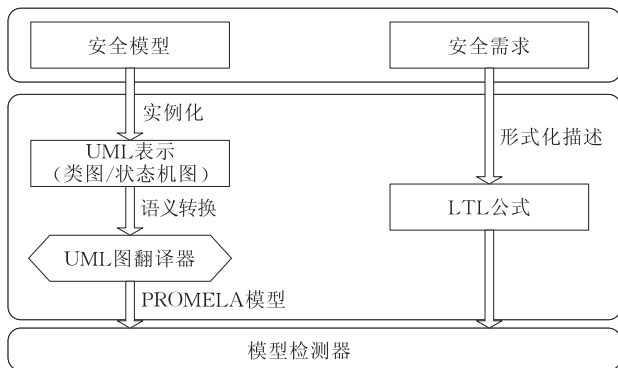 安全模型
安全需求
实例化
形式化描述
UML表示
(类图/状态机图)
语义转换
LTL公式
UML图翻译器
PROMELA模型
模型检测器